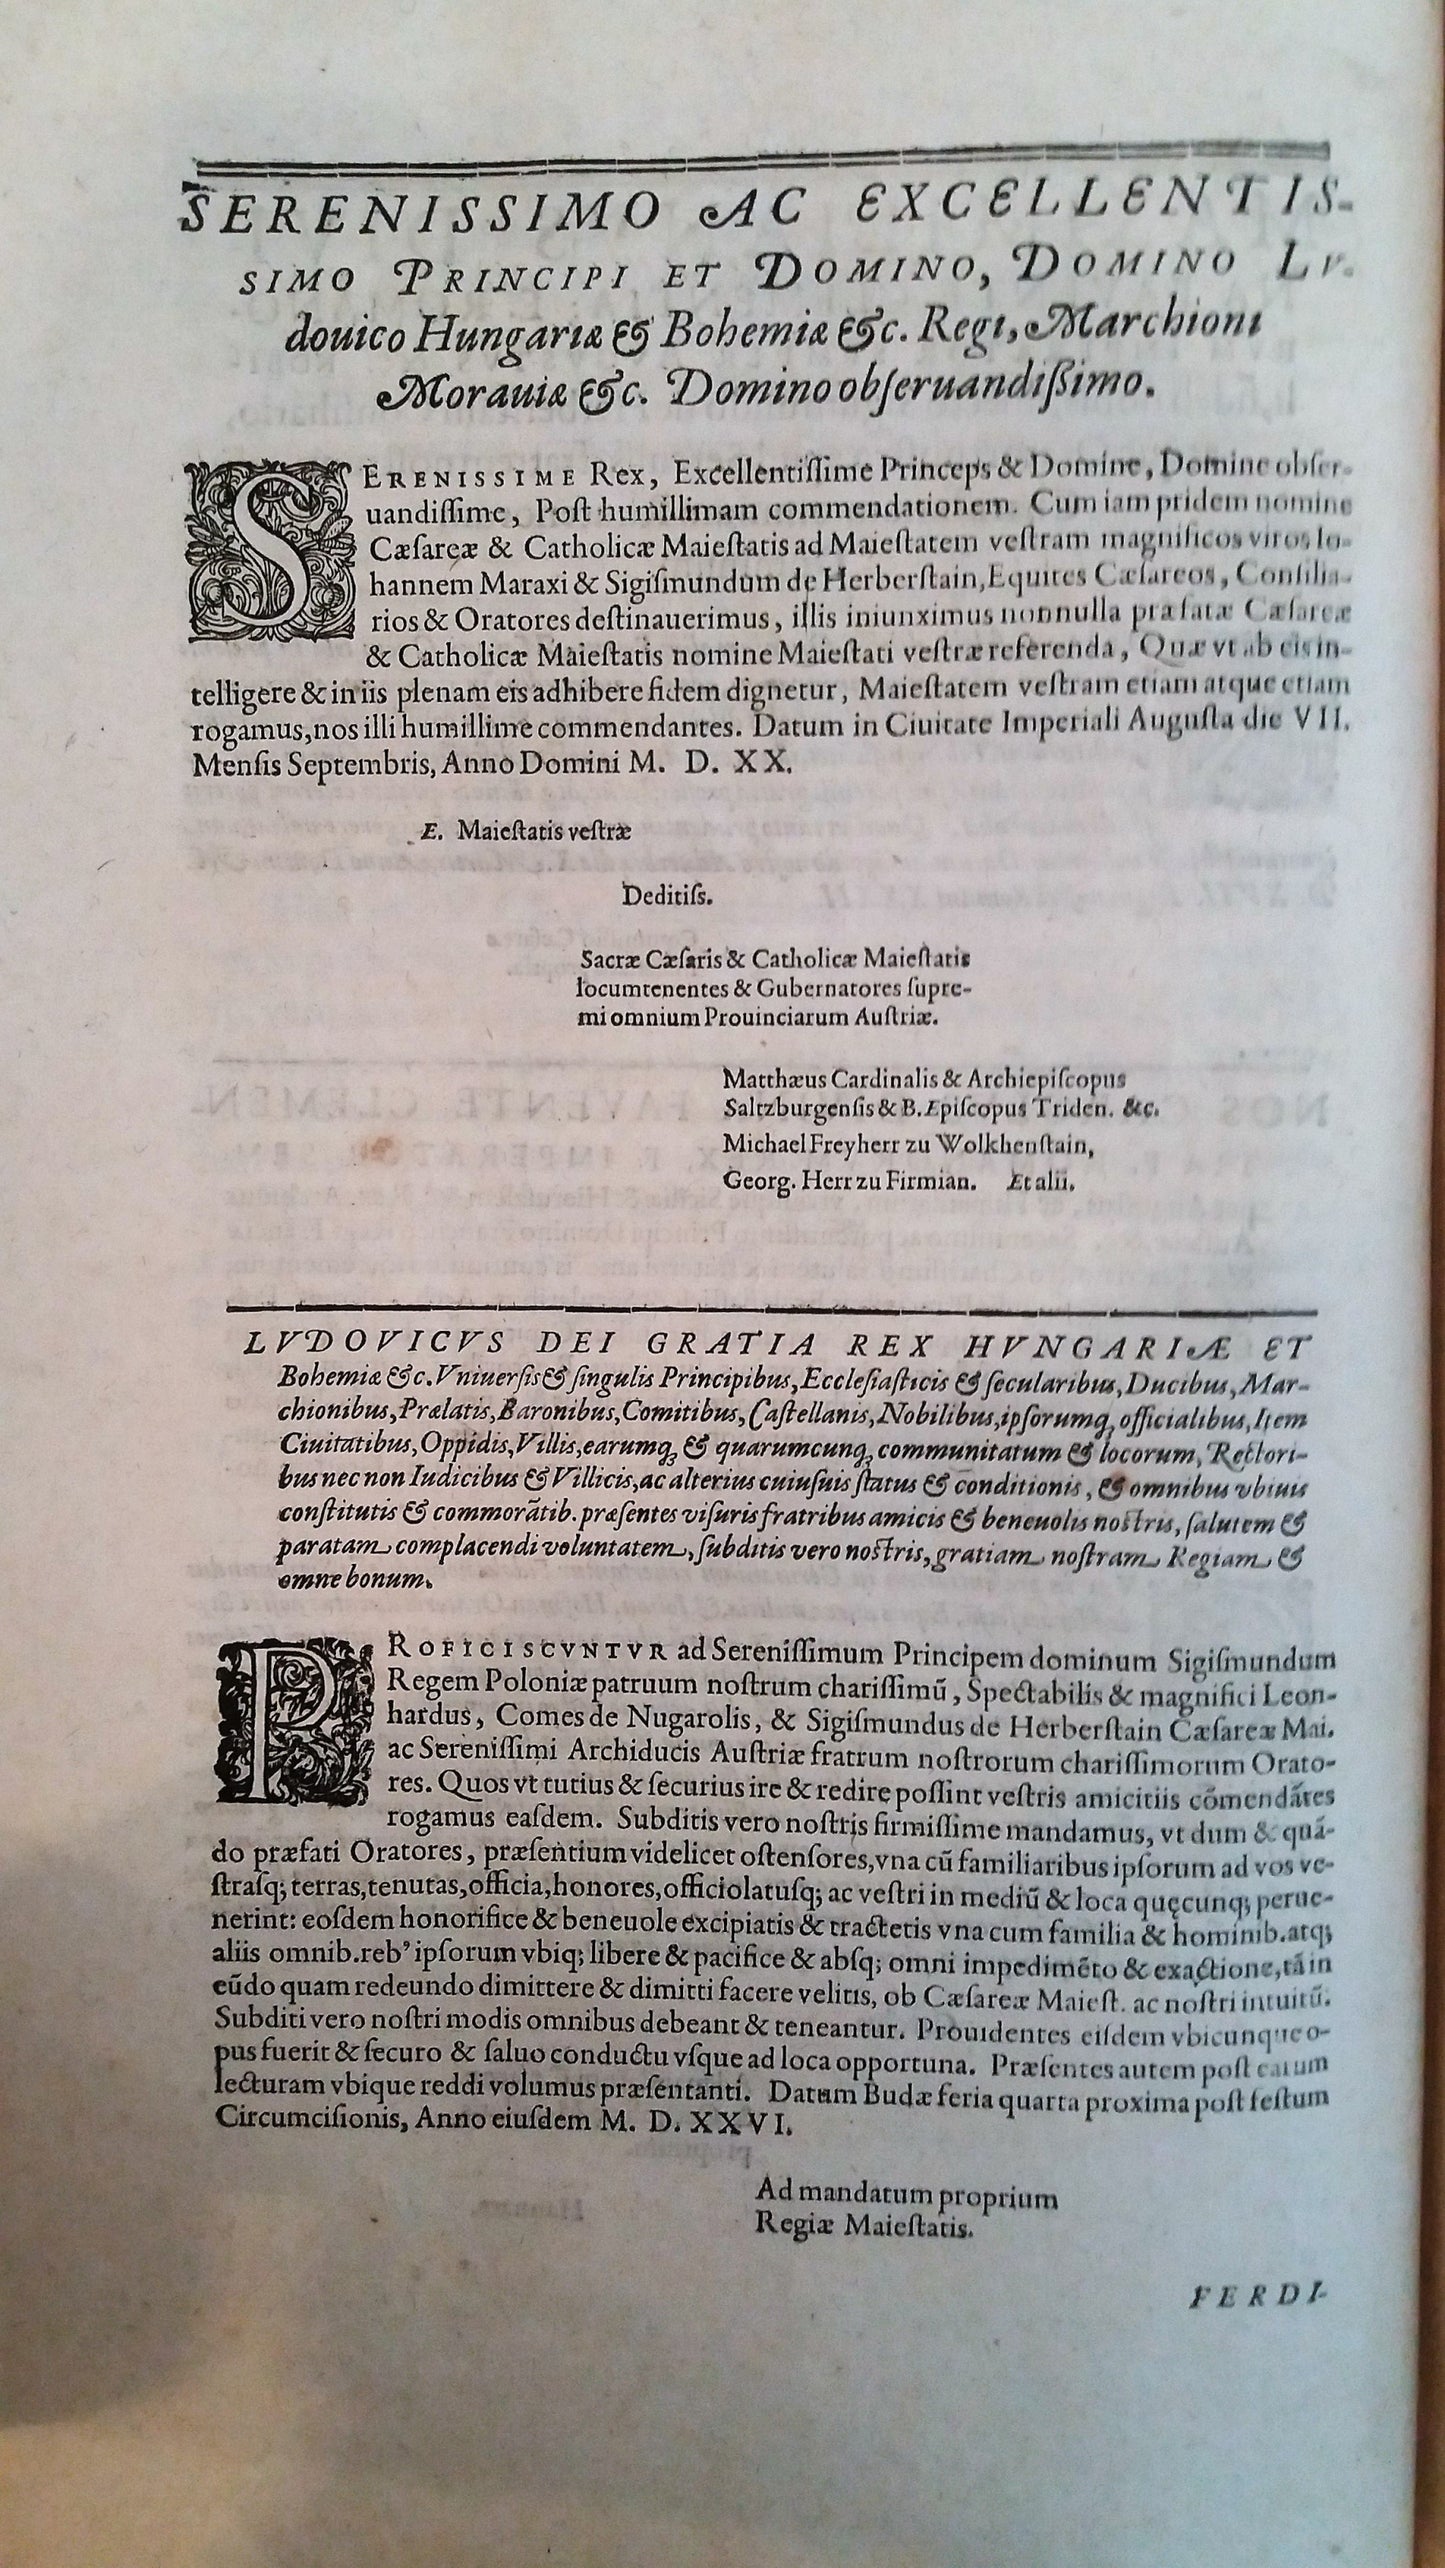 SERENISSIMO AC EXCELLENTIS-
SIMO PRINCIPI ET DOMINO, DOMINO LV-
douico Hungariæ & Bohemiæ &c. Regi, Marchioni
Morauiæ &c. Domino obſeruandiſſimo.
SERENISSIME Rex, Excellentiſſime Princeps & Domine, Domine obſer-
uandiſſime, Poſt humillimam commendationem. Cum iam pridem nomine
Cæſareæ & Catholicæ Maieſtatis ad Maieſtatem veſtram magnificos viros Io-
hannem Maraxi & Sigiſmundum de Herberſtain, Equites Cæſareos, Conſilia-
rios & Oratores deſtinauerimus, illis iniunximus nonnulla præfatæ Cæſareæ
& Catholicæ Maieſtatis nomine Maieſtati veſtræ referenda, Quæ vt ab eis in-
telligere & in iis plenam eis adhibere fidem dignetur, Maieſtatem veſtram etiam atque etiam
rogamus, nos illi humillime commendantes. Datum in Ciuitate Imperiali Auguſta die VII.
Menſis Septembris, Anno Domini M. D. XX.
E. Maieſtatis veſtræ
Deditiſs.
Sacræ Cæſaris & Catholicæ Maieſtatis
locumtenentes & Gubernatores ſupre-
mi omnium Prouinciarum Auſtriæ.
Matthæus Cardinalis & Archiepiſcopus
Saltzburgenſis & B. Epiſcopus Triden. &c.
Michael Freyherr zu Wolkhenſtain,
Georg. Herr zu Firmian. Et alii.
LVDOVICVS DEI GRATIA REX HVNGARIÆ ET
Bohemiæ &c. Vniuerſis & ſingulis Principibus, Eccleſiaſticis & ſecularibus, Ducibus, Mar-
chionibus, Prælatis, Baronibus, Comitibus, Caſtellanis, Nobilibus, ipſorumq; officialibus, Item
Ciuitatibus, Oppidis, Villis, earumq; & quarumcunq; communitatum & locorum, Rectori-
bus nec non Iudicibus & Villicis, ac alterius cuiuſuis ſtatus & conditionis, & omnibus vbiuis
conſtitutis & commorãtib. præſentes viſuris fratribus amicis & beneuolis noſtris, ſalutem &
paratam complacendi voluntatem, ſubditis vero noſtris, gratiam noſtram Regiam &
omne bonum.
PROFICISCVNTVR ad Sereniſſimum Principem dominum Sigiſmundum
Regem Poloniæ patruum noſtrum chariſſimũ, Spectabilis & magnifici Leon-
hardus, Comes de Nugarolis, & Sigiſmundus de Herberſtain Cæſareæ Mai.
ac Sereniſſimi Archiducis Auſtriæ fratrum noſtrorum chariſſimorum Orato-
res. Quos vt tutius & ſecurius ire & redire poſſint veſtris amicitiis cõmendãtes
rogamus eaſdem. Subditis vero noſtris firmiſſime mandamus, vt dum & quã-
do præfati Oratores, præſentium videlicet oſtenſores, vna cũ familiaribus ipſorum ad vos ve-
ſtraſq; terras, tenutas, officia, honores, officiolatuſq; ac veſtri in mediũ & loca quęcunq; perue-
nerint: eoſdem honorifice & beneuole excipiatis & tractetis vna cum familia & hominib. atq;
aliis omnib. reb’ ipſorum vbiq; libere & pacifice & abſq; omni impedimẽto & exactione, tã in
eũdo quam redeundo dimittere & dimitti facere velitis, ob Cæſareæ Maieſt. ac noſtri intuitũ.
Subditi vero noſtri modis omnibus debeant & teneantur. Prouidentes eiſdem vbicunque o-
pus fuerit & ſecuro & ſaluo conductu vſque ad loca opportuna. Præſentes autem poſt earum
lecturam vbique reddi volumus præſentanti. Datum Budæ feria quarta proxima poſt feſtum
Circumciſionis, Anno eiuſdem M. D. XXVI.
Ad mandatum proprium
Regiæ Maieſtatis.
FERDI-